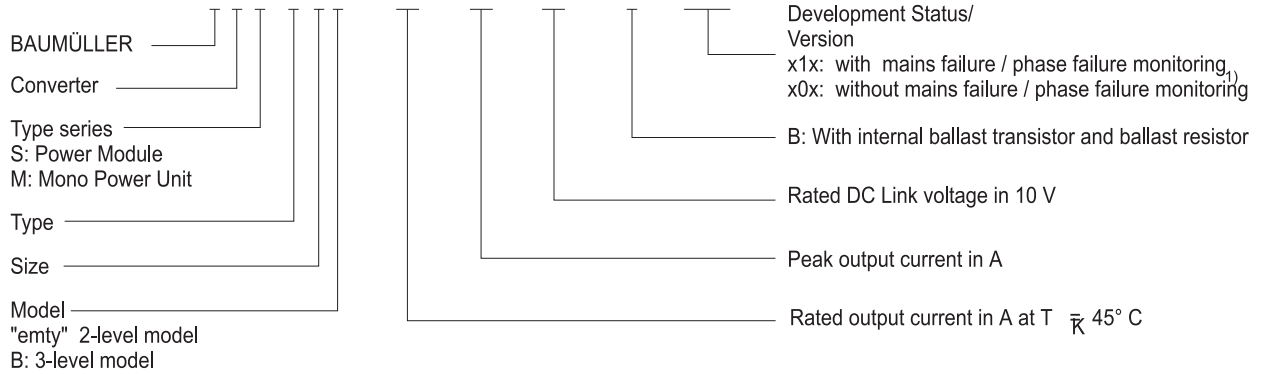 BAUMÜLLER
Converter
Type series
S: Power Module
M: Mono Power Unit
Type
Size
Model
"emty" 2-level model
B: 3-level model
Development Status/
Version
x1x: with mains failure / phase failure monitoring
x0x: without mains failure / phase failure monitoring 1)
B: With internal ballast transistor and ballast resistor
Rated DC Link voltage in 10 V
Peak output current in A
Rated output current in A at T K = 45° C